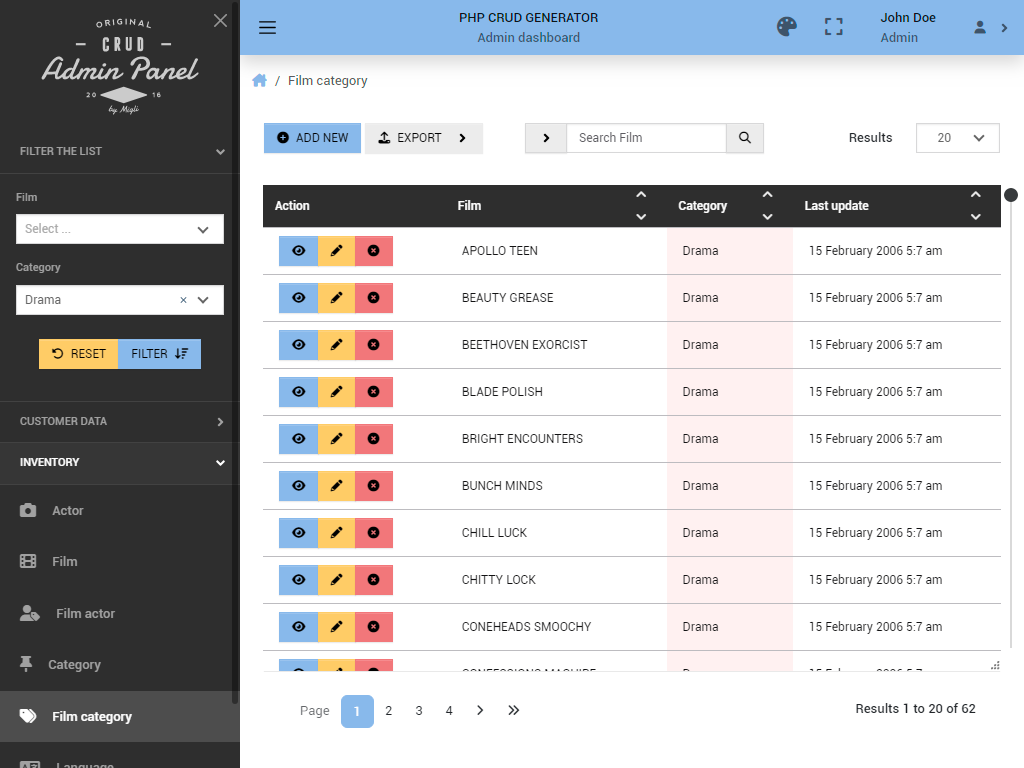 ORIGINAL
CRUD
Admin Panel
20 16
by Migli
FILTER THE LIST
Film
Select ...
Category
Drama ×
RESET FILTER
CUSTOMER DATA
INVENTORY
Actor
Film
Film actor
Category
Film category
Language
PHP CRUD GENERATOR
Admin dashboard
John Doe
Admin
/ Film category
ADD NEW EXPORT Search Film Results 20
Action Film Category Last update
APOLLO TEEN Drama 15 February 2006 5:7 am
BEAUTY GREASE Drama 15 February 2006 5:7 am
BEETHOVEN EXORCIST Drama 15 February 2006 5:7 am
BLADE POLISH Drama 15 February 2006 5:7 am
BRIGHT ENCOUNTERS Drama 15 February 2006 5:7 am
BUNCH MINDS Drama 15 February 2006 5:7 am
CHILL LUCK Drama 15 February 2006 5:7 am
CHITTY LOCK Drama 15 February 2006 5:7 am
CONEHEADS SMOOCHY Drama 15 February 2006 5:7 am
Page 1 2 3 4 Results 1 to 20 of 62